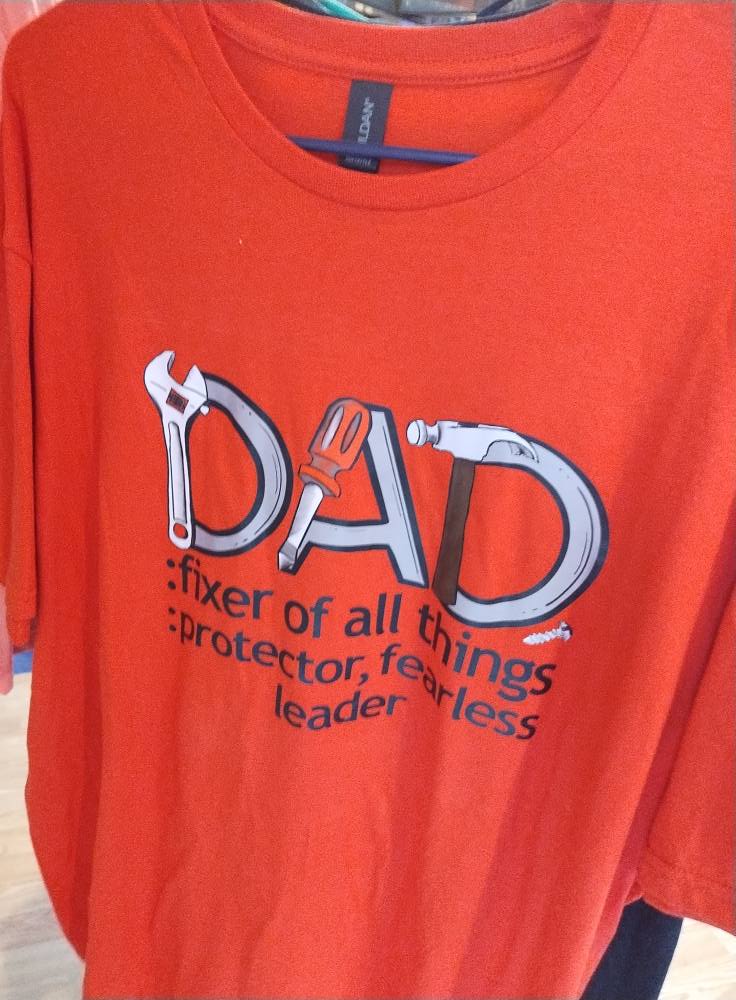 DAD
:fixer of all things
:protector, fearless
leader